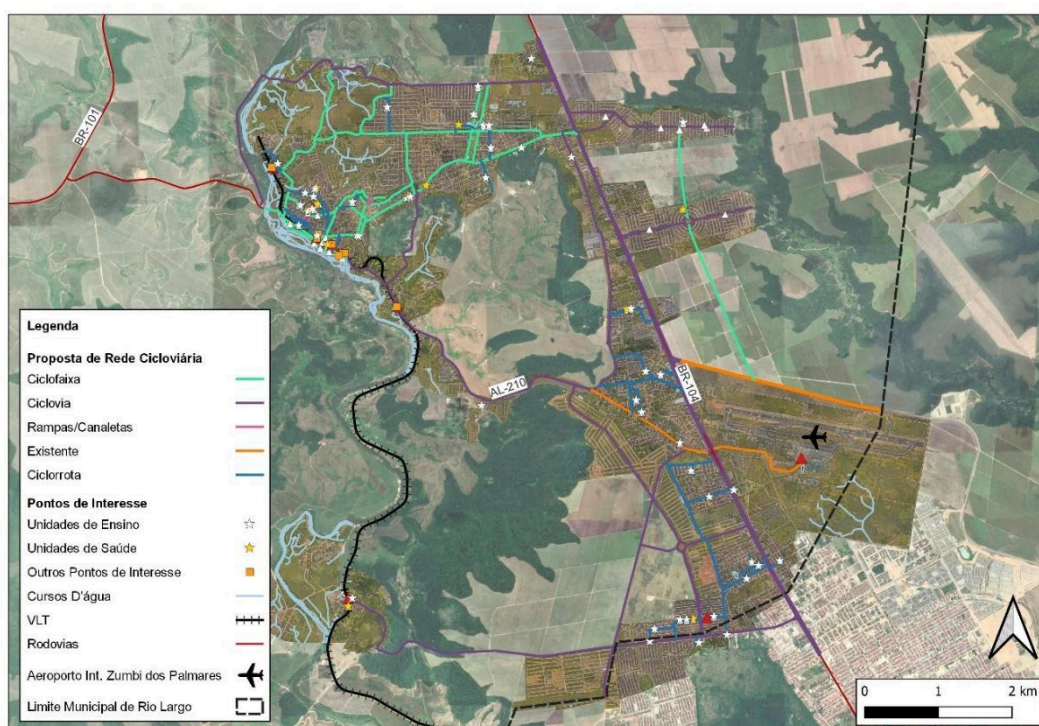 BR-101
AL-210
BR-104
Legenda
Proposta de Rede Cicloviária
Ciclofaixa
Ciclovia
Rampas/Canaletas
Existente
Ciclorrota
Pontos de Interesse
Unidades de Ensino
Unidades de Saúde
Outros Pontos de Interesse
Cursos D'água
VLT
Rodovias
Aeroporto Int. Zumbi dos Palmares
Limite Municipal de Rio Largo
0 1 2 km